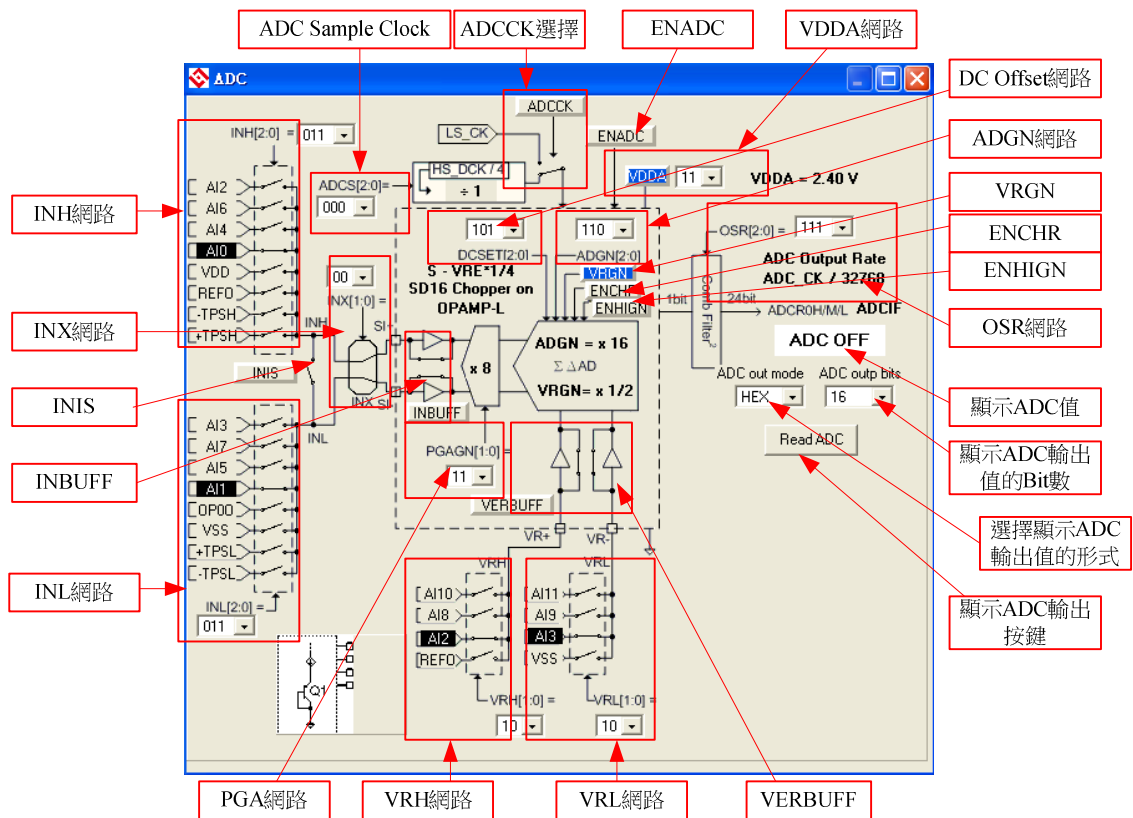 ADC Sample Clock
ADCCK選擇
ENADC
VDDA網路
DC Offset網路
ADGN網路
VRGN
ENCHR
ENHIGN
OSR網路
顯示ADC值
顯示ADC輸出
值的Bit數
選擇顯示ADC
輸出值的形式
顯示ADC輸出
按鍵
INH網路
INX網路
INIS
INBUFF
INL網路
PGA網路
VRH網路
VRL網路
VERBUFF
ADC
INH[2:0] =
011
AI2
AI6
AI4
AI0
VDD
REFO
-TPSH
+TPSH
INH
INIS
INL
AI3
AI7
AI5
AI1
OPOO
VSS
+TPSL
-TPSL
INL[2:0] =
011
ADCS[2:0]=
000
LS_CK
HS_DCK / 4
÷ 1
ADCCK
ENADC
VDDA
11
VDDA = 2.40 V
00
INX[1:0] =
INX
SI+
SI-
101
DCSET[2:0]
S - VRE*1/4
SD16 Chopper on
OPAMP-L
110
ADGN[2:0]
VRGN
ENCHR
ENHIGN
INBUFF
x 8
ADGN = x 16
ΣΔAD
VRGN= x 1/2
PGAGN[1:0] =
11
VERBUFF
VR+
VR-
OSR[2:0] =
111
ADC Output Rate
ADC_CK / 32768
1bit
Comb Filter²
24bit
ADCR0H/M/L
ADCIF
ADC OFF
ADC out mode
HEX
ADC outp bits
16
Read ADC
VRH
AI10
AI8
AI2
REFO
VRH[1:0] =
10
VRL
AI11
AI9
AI3
VSS
VRL[1:0] =
10
Q1